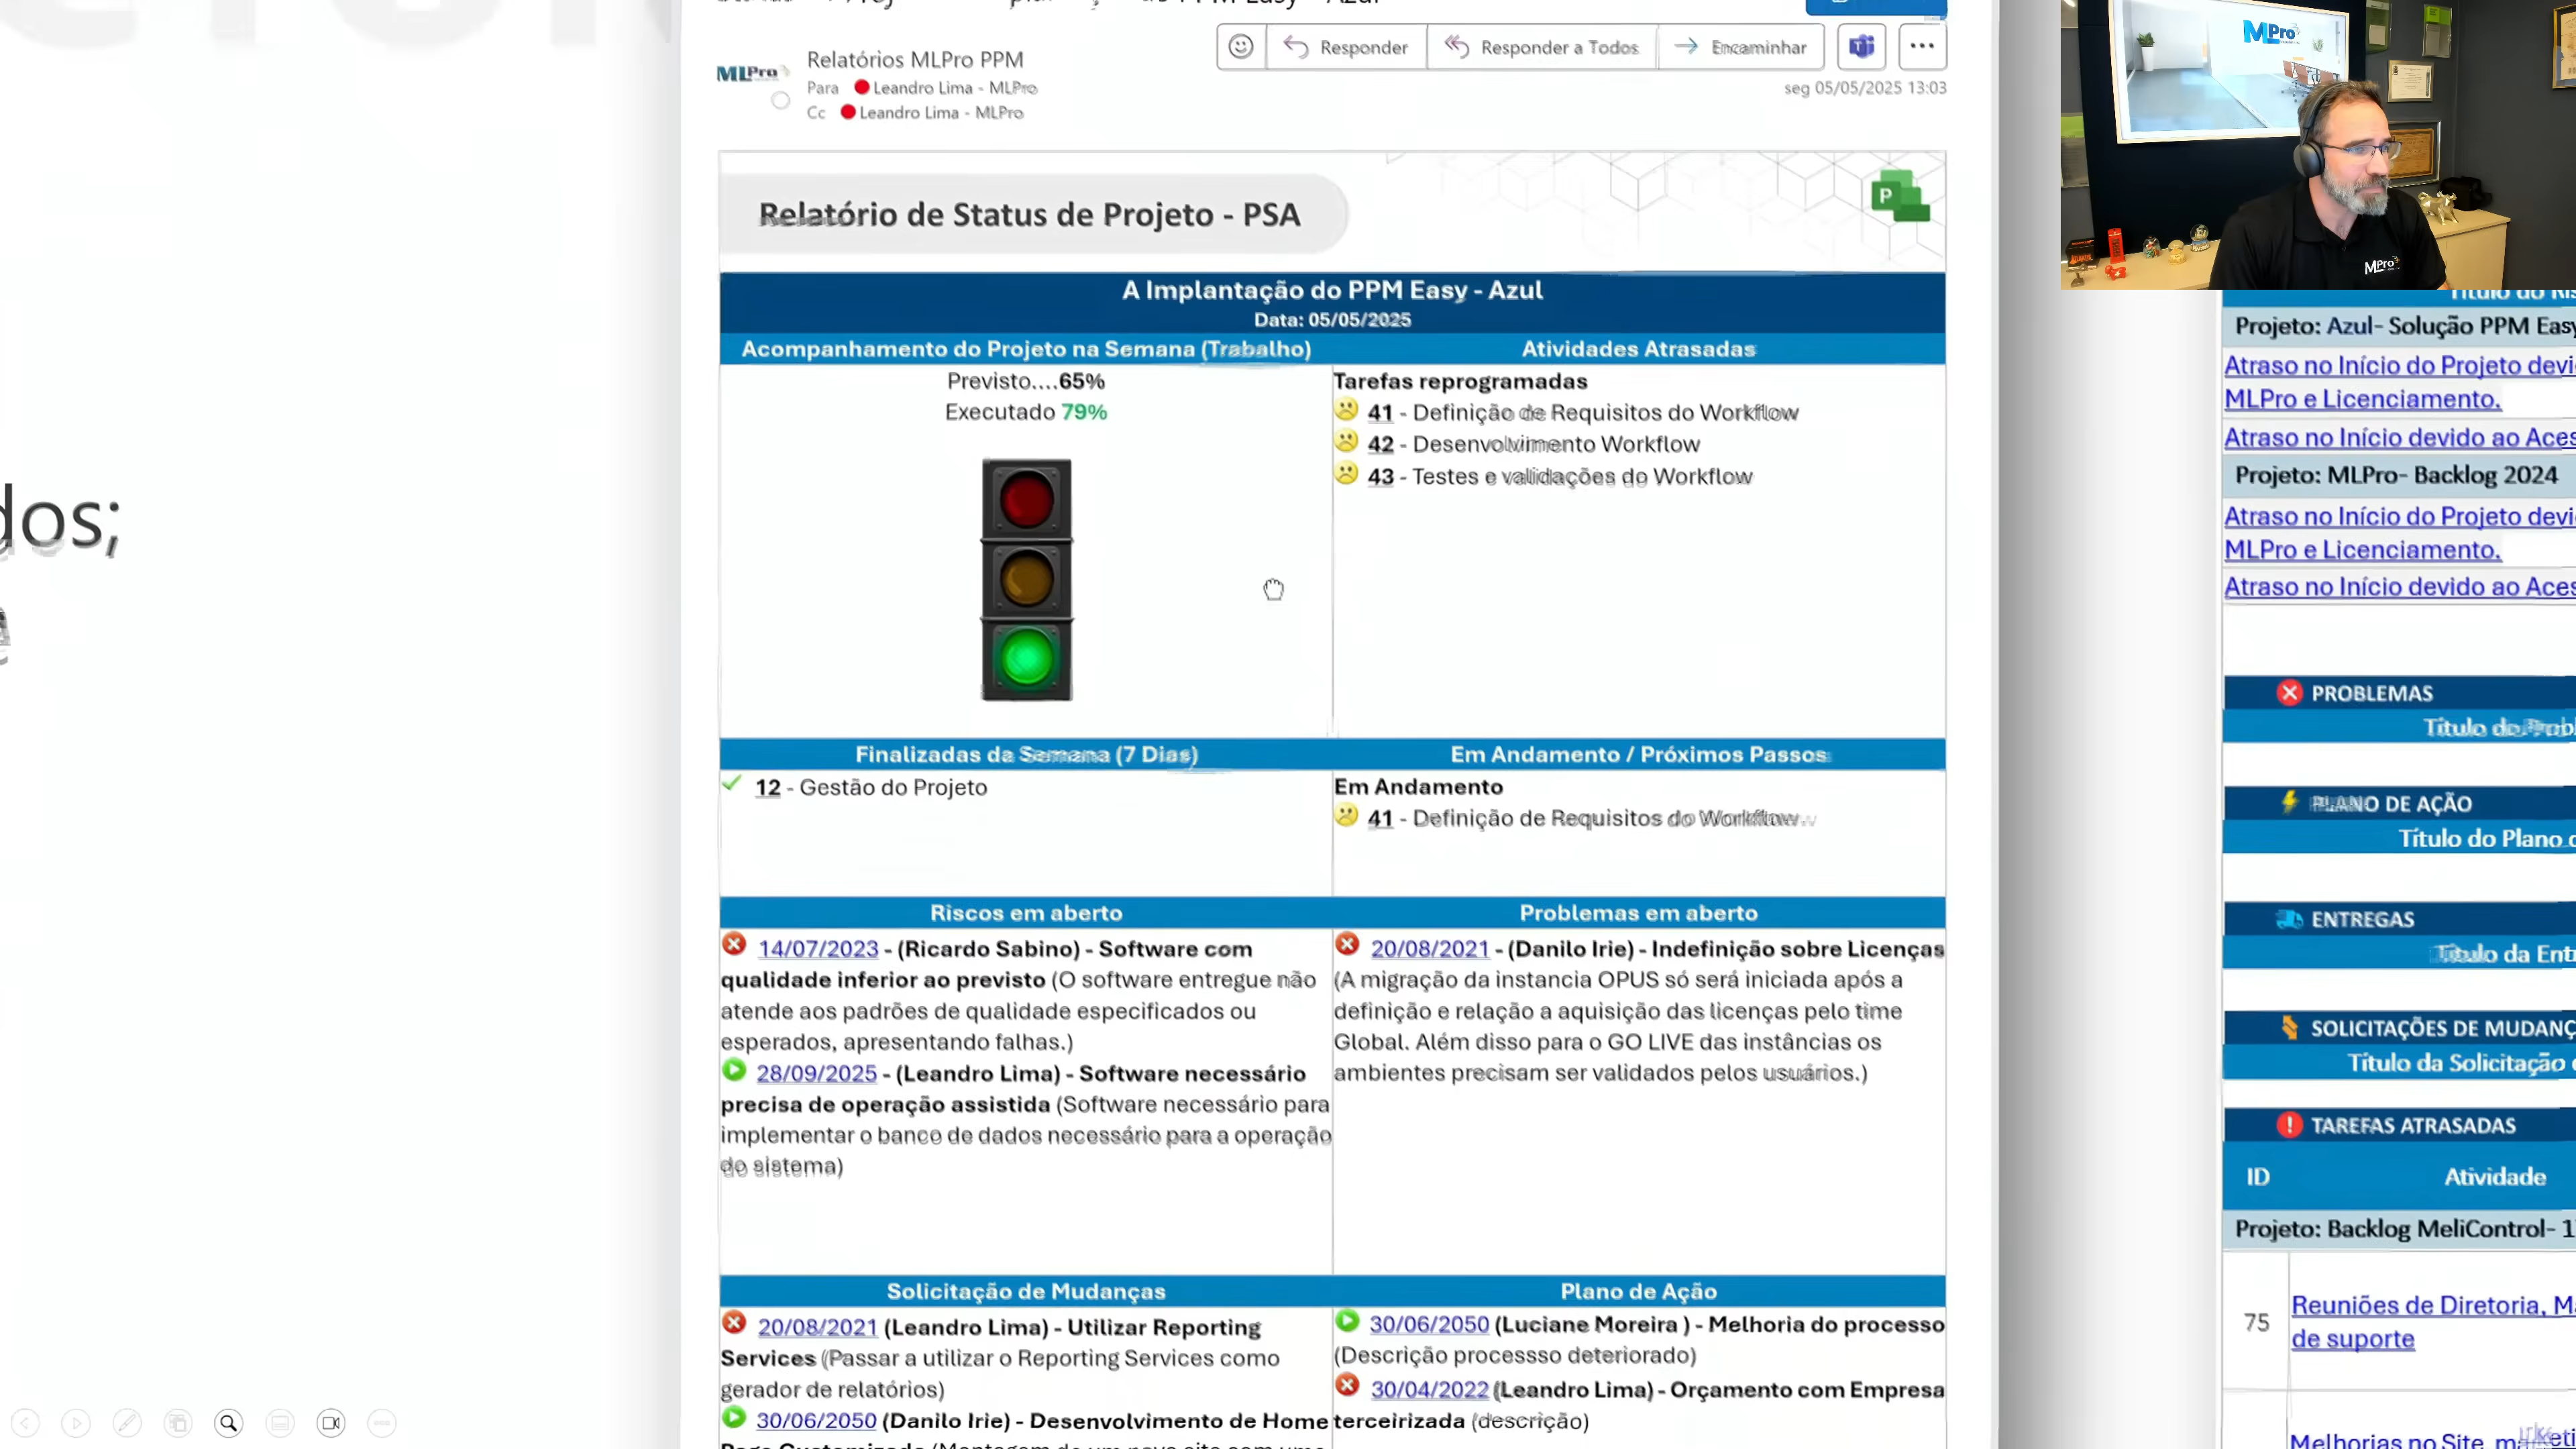 dos;
Relatórios MLPro PPM
Para Leandro Lima - MLPro
Cc Leandro Lima - MLPro
Responder
Responder a Todos
Encaminhar
seg 05/05/2025 13:03
MLPro
Relatório de Status de Projeto - PSA
A Implantação do PPM Easy - Azul
Data: 05/05/2025
Acompanhamento do Projeto na Semana (Trabalho)
Previsto....65%
Executado 79%
Atividades Atrasadas
Tarefas reprogramadas
41 - Definição de Requisitos do Workflow
42 - Desenvolvimento Workflow
43 - Testes e validações do Workflow
Finalizadas da Semana (7 Dias)
12 - Gestão do Projeto
Em Andamento / Próximos Passos
Em Andamento
41 - Definição de Requisitos do Workflow
Riscos em aberto
14/07/2023 - (Ricardo Sabino) - Software com
qualidade inferior ao previsto (O software entregue não
atende aos padrões de qualidade especificados ou
esperados, apresentando falhas.)
28/09/2025 - (Leandro Lima) - Software necessário
precisa de operação assistida (Software necessário para
implementar o banco de dados necessário para a operação
do sistema)
Problemas em aberto
20/08/2021 - (Danilo Irie) - Indefinição sobre Licenças
(A migração da instancia OPUS só será iniciada após a
definição e relação a aquisição das licenças pelo time
Global. Além disso para o GO LIVE das instâncias os
ambientes precisam ser validados pelos usuários.)
Solicitação de Mudanças
20/08/2021 (Leandro Lima) - Utilizar Reporting
Services (Passar a utilizar o Reporting Services como
gerador de relatórios)
30/06/2050 (Danilo Irie) - Desenvolvimento de Home
Plano de Ação
30/06/2050 (Luciane Moreira ) - Melhoria do processo
(Descrição processso deteriorado)
30/04/2022 (Leandro Lima) - Orçamento com Empresa
terceirizada (descrição)
MLPro
MLPro
Projeto: Azul- Solução PPM Easy
Atraso no Início do Projeto devi
MLPro e Licenciamento.
Atraso no Início devido ao Aces
Projeto: MLPro- Backlog 2024
Atraso no Início do Projeto devi
MLPro e Licenciamento.
Atraso no Início devido ao Aces
PROBLEMAS
Título do Probl
PLANO DE AÇÃO
Título do Plano
ENTREGAS
Título da Ent
SOLICITAÇÕES DE MUDANÇ
Título da Solicitação
TAREFAS ATRASADAS
ID Atividade
Projeto: Backlog MeliControl- 1
75 Reuniões de Diretoria, M
de suporte
Melhorias no Site,